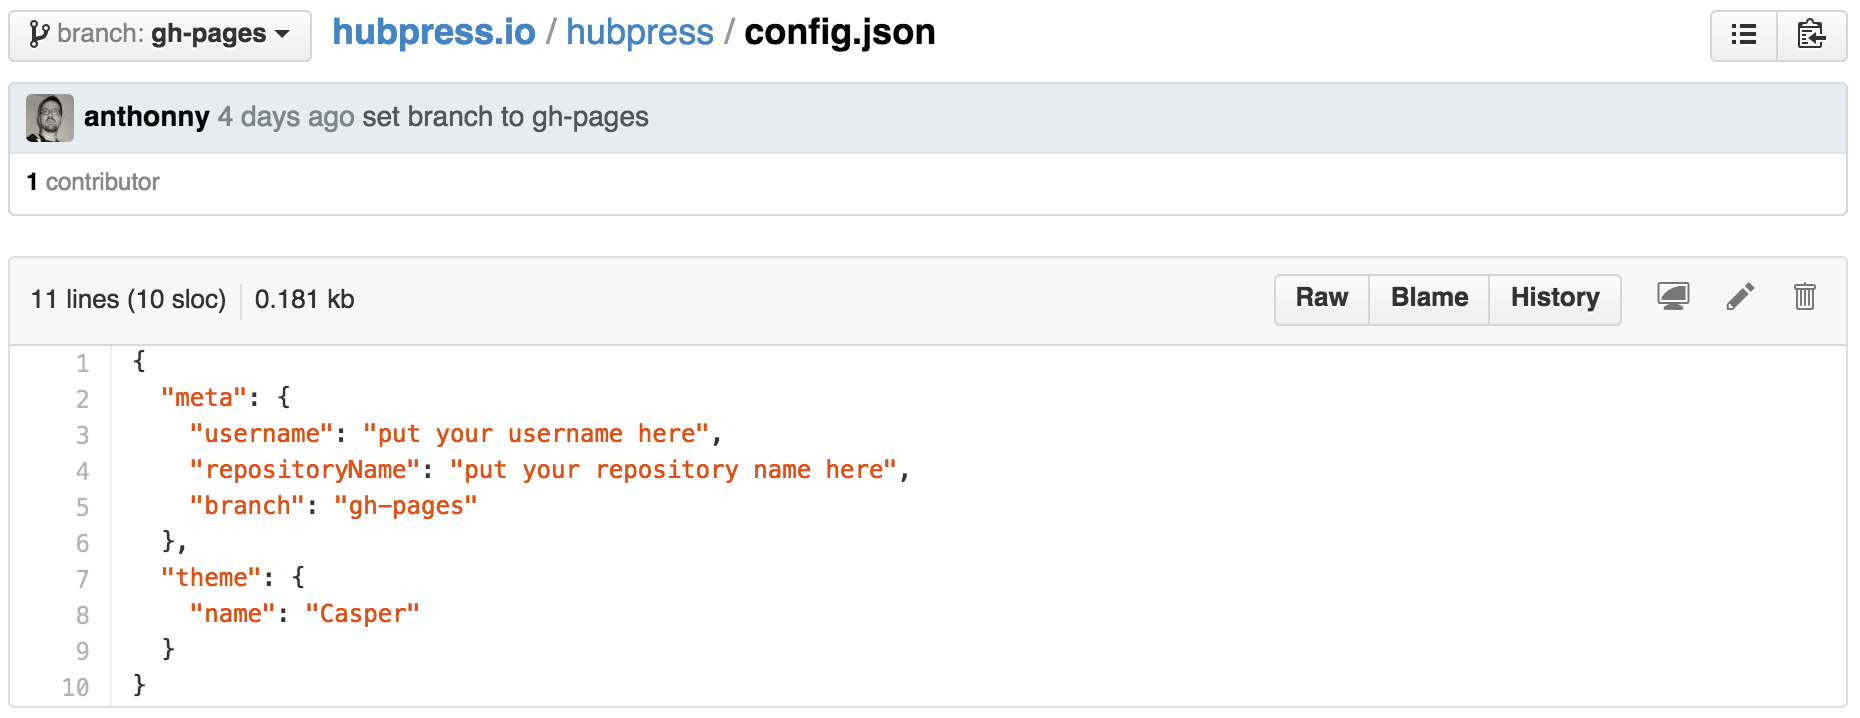 branch: gh-pages hubpress.io / hubpress / config.json
anthonny 4 days ago set branch to gh-pages
1 contributor
11 lines (10 sloc) 0.181 kb Raw Blame History
1 {
2   "meta": {
3     "username": "put your username here",
4     "repositoryName": "put your repository name here",
5     "branch": "gh-pages"
6   },
7   "theme": {
8     "name": "Casper"
9   }
10 }